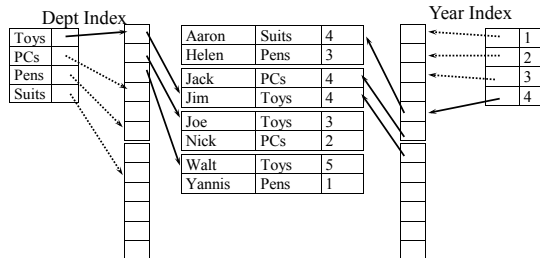 Dept Index
Year Index
Toys
PCs
Pens
Suits
Aaron Suits 4
Helen Pens 3
Jack PCs 4
Jim Toys 4
Joe Toys 3
Nick PCs 2
Walt Toys 5
Yannis Pens 1
1
2
3
4